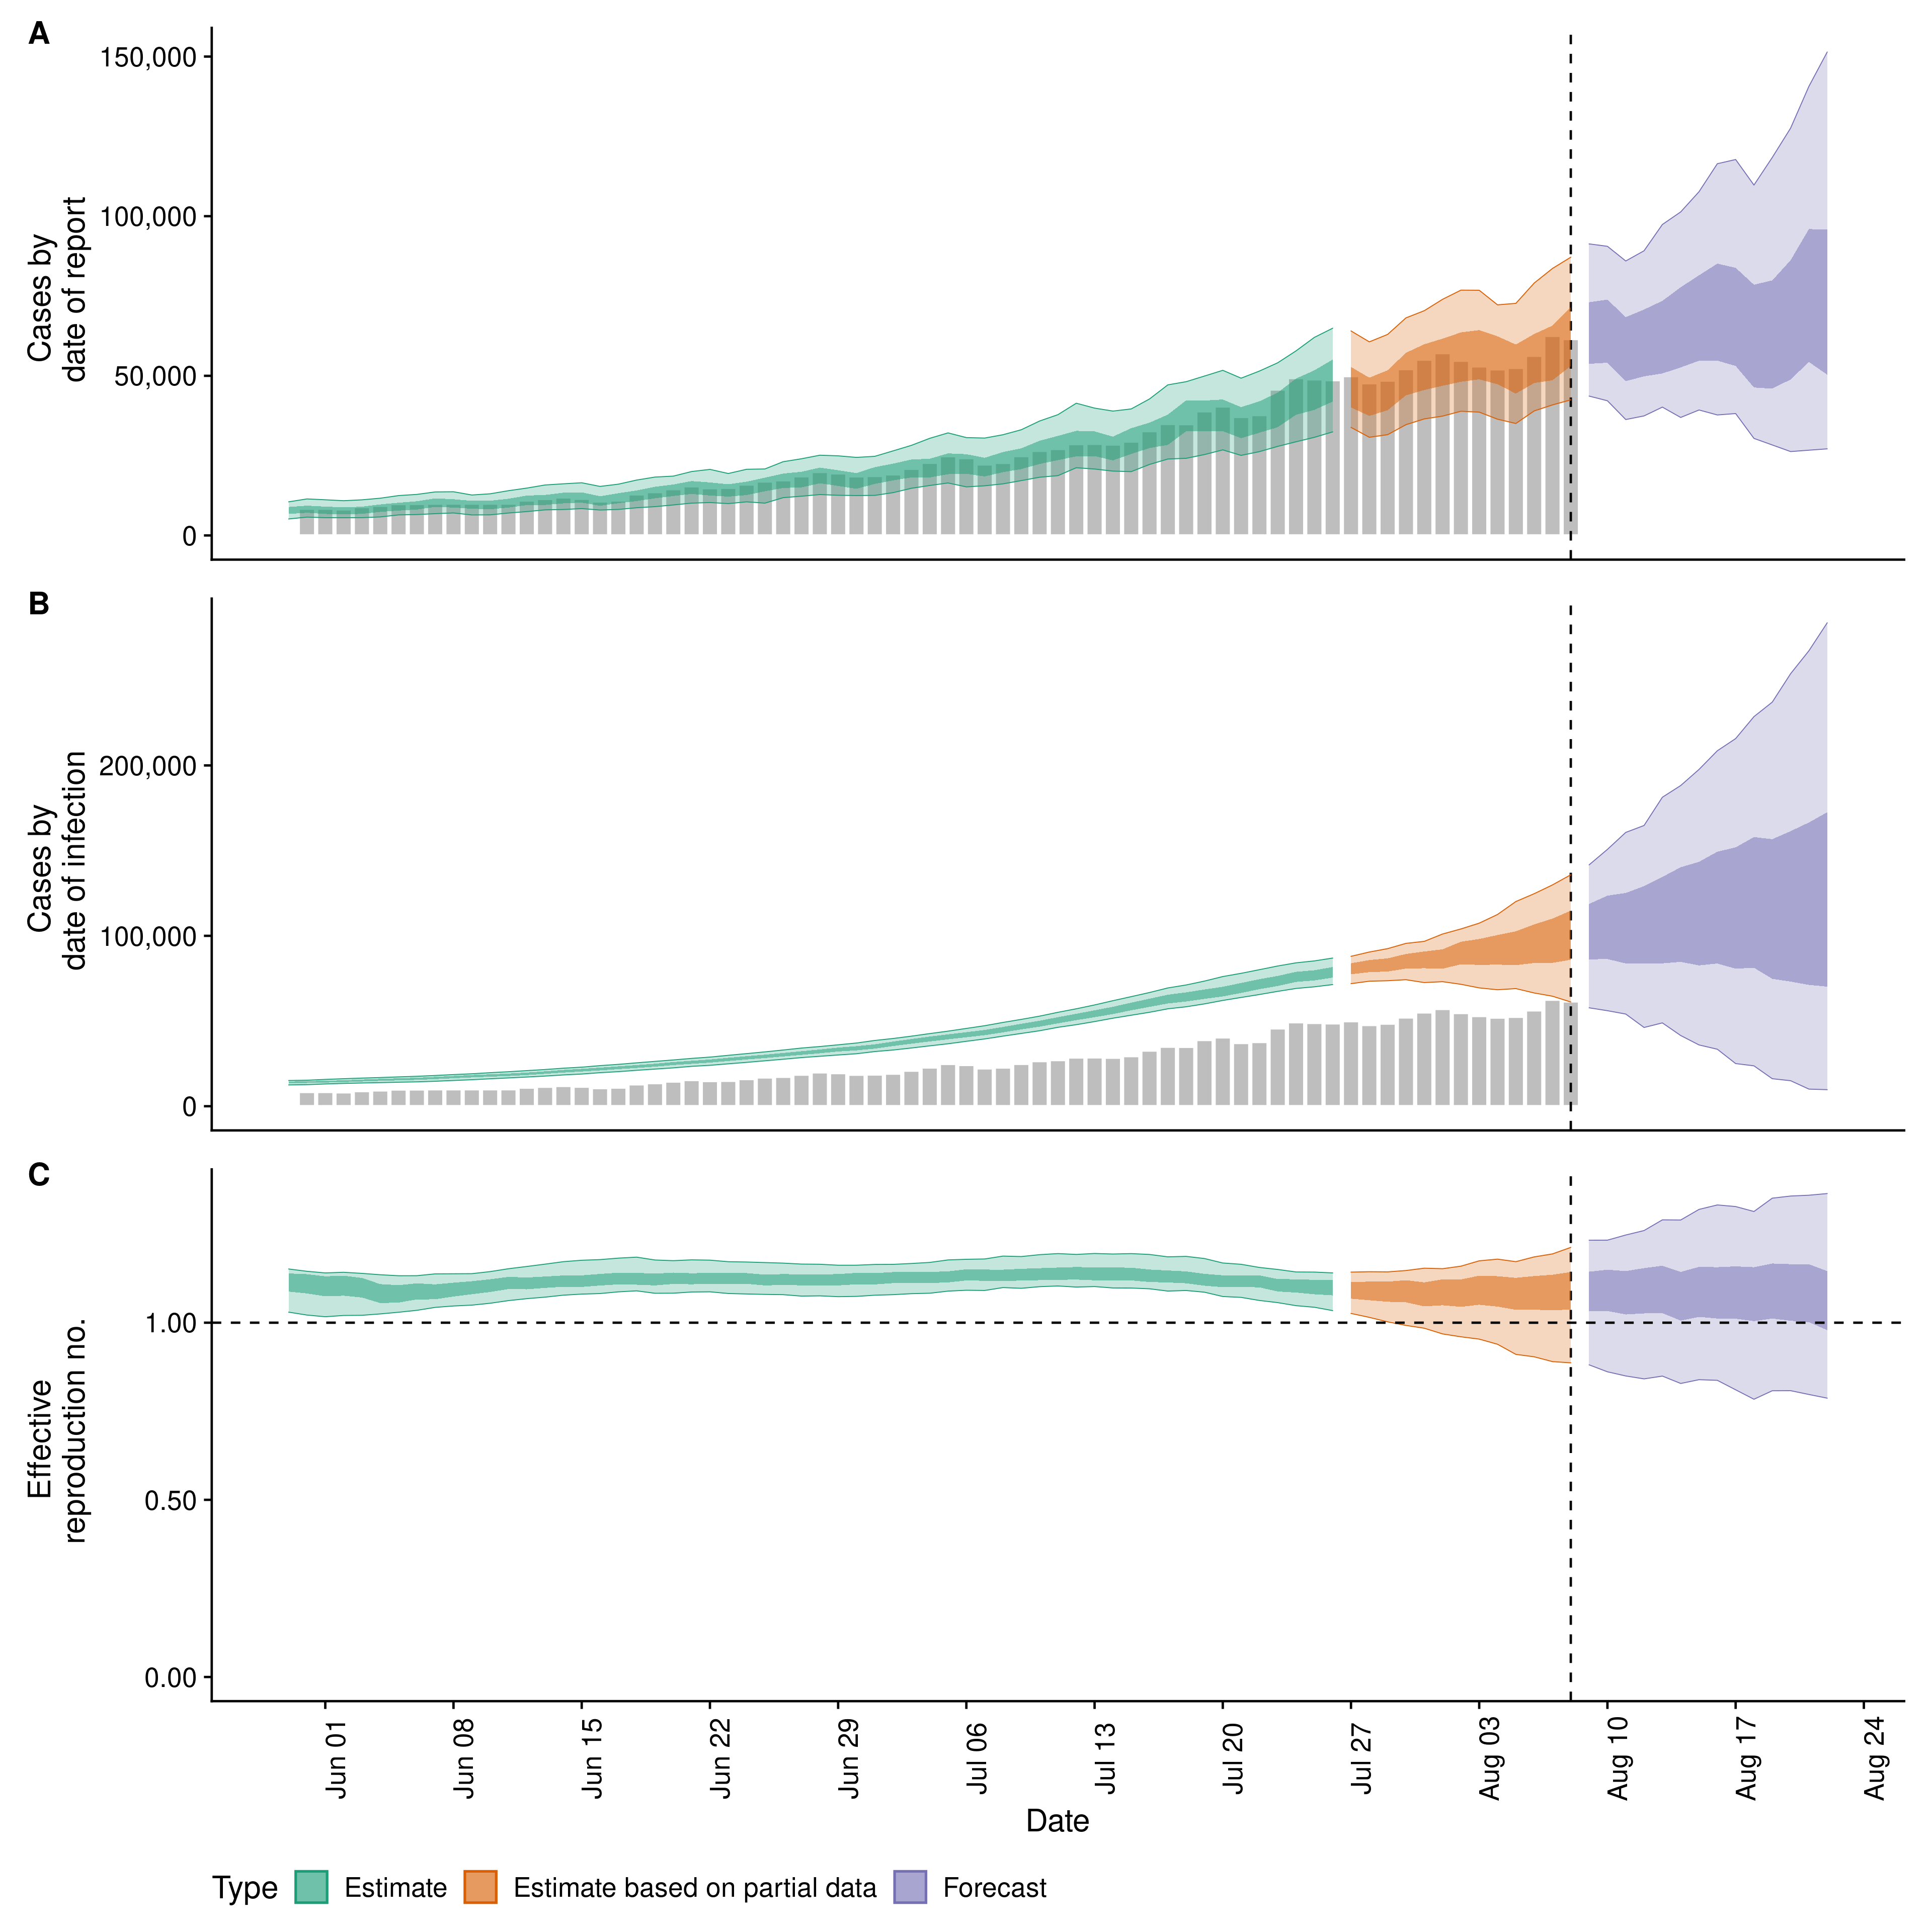 A
150,000
100,000
50,000
0
Cases by
date of report
B
200,000
100,000
0
Cases by
date of infection
C
1.00
0.50
0.00
Effective
reproduction no.
Jun 01
Jun 08
Jun 15
Jun 22
Jun 29
Jul 06
Jul 13
Jul 20
Jul 27
Aug 03
Aug 10
Aug 17
Aug 24
Date
Type Estimate Estimate based on partial data Forecast